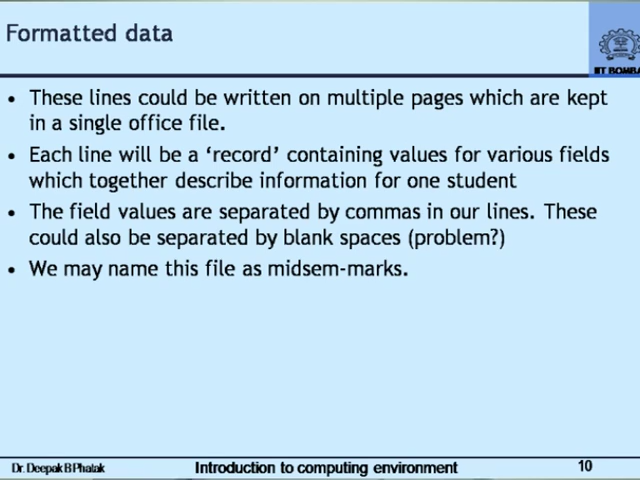 Formatted data
IIT BOMBA
• These lines could be written on multiple pages which are kept
in a single office file.
• Each line will be a ‘record’ containing values for various fields
which together describe information for one student
• The field values are separated by commas in our lines. These
could also be separated by blank spaces (problem?)
• We may name this file as midsem-marks.
Dr. Deepak B Phatak
Introduction to computing environment
10